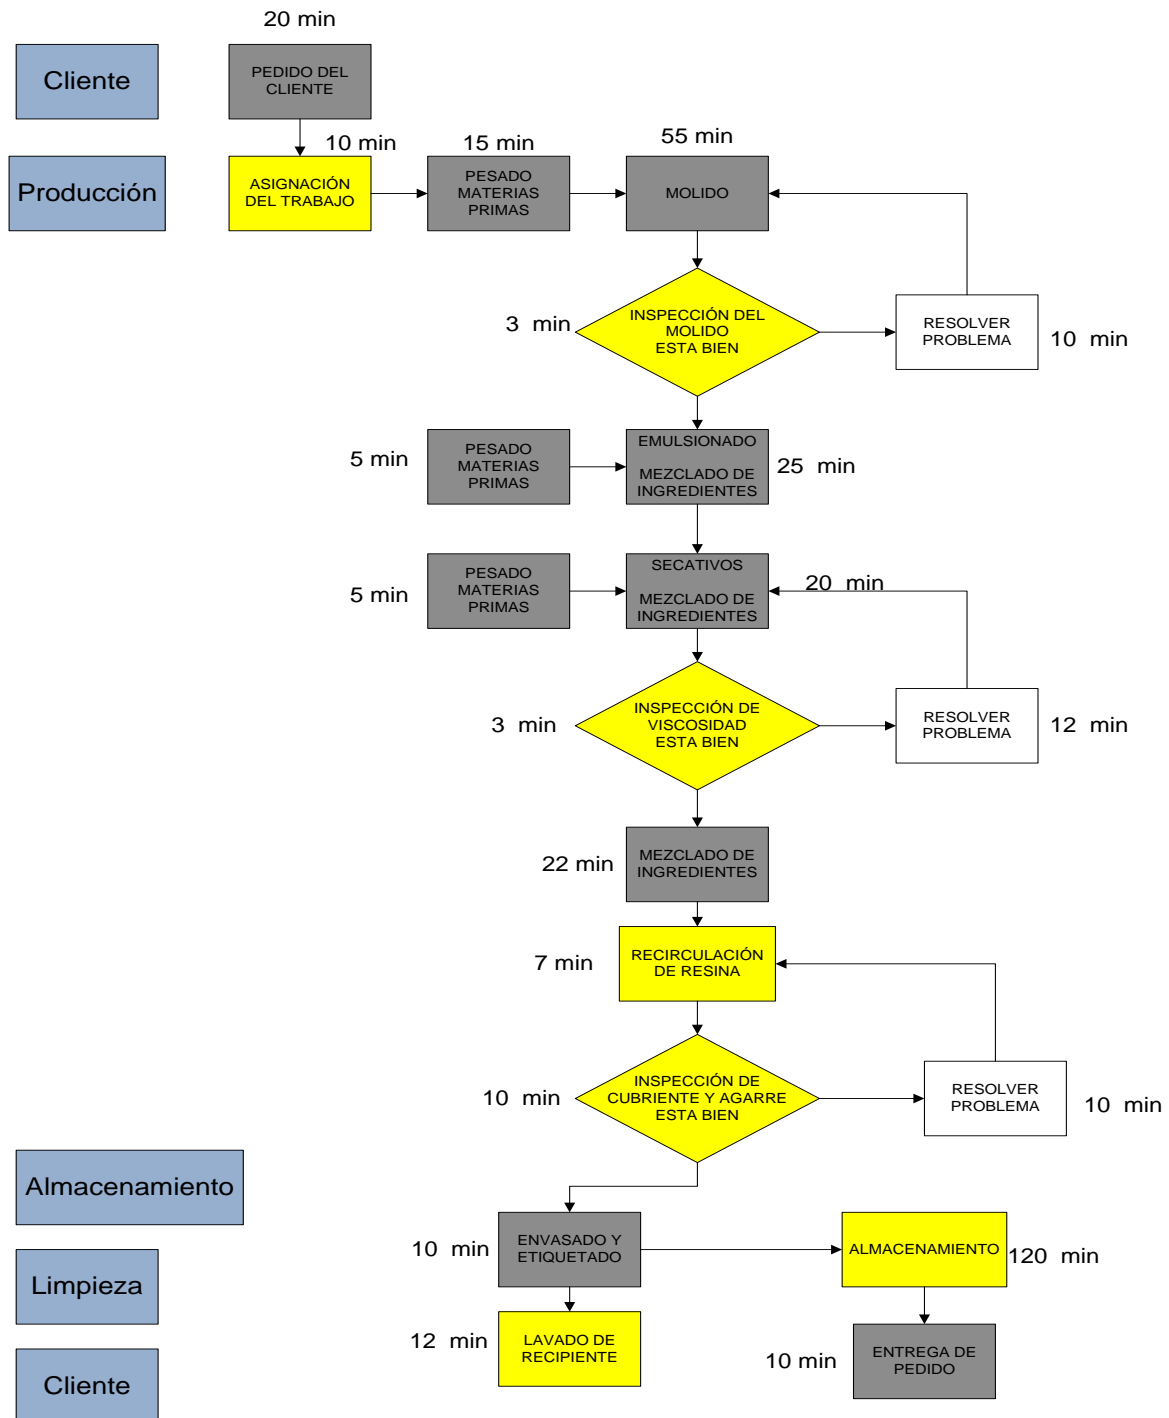 20 min
Cliente
PEDIDO DEL
CLIENTE
10 min
15 min
55 min
Producción
ASIGNACIÓN
DEL TRABAJO
PESADO
MATERIAS
PRIMAS
MOLIDO
3 min
INSPECCIÓN DEL
MOLIDO
ESTA BIEN
RESOLVER
PROBLEMA
10 min
5 min
PESADO
MATERIAS
PRIMAS
EMULSIONADO
MEZCLADO DE
INGREDIENTES
25 min
5 min
PESADO
MATERIAS
PRIMAS
SECATIVOS
MEZCLADO DE
INGREDIENTES
20 min
3 min
INSPECCIÓN DE
VISCOSIDAD
ESTA BIEN
RESOLVER
PROBLEMA
12 min
22 min
MEZCLADO DE
INGREDIENTES
7 min
RECIRCULACIÓN
DE RESINA
10 min
INSPECCIÓN DE
CUBRIENTE Y AGARRE
ESTA BIEN
RESOLVER
PROBLEMA
10 min
Almacenamiento
10 min
ENVASADO Y
ETIQUETADO
ALMACENAMIENTO
120 min
Limpieza
12 min
LAVADO DE
RECIPIENTE
10 min
ENTREGA DE
PEDIDO
Cliente